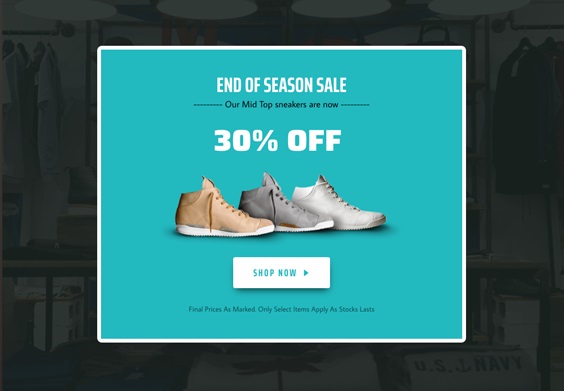 END OF SEASON SALE
--------- Our Mid Top sneakers are now ---------
30% OFF
SHOP NOW
Final Prices As Marked. Only Select Items Apply As Stocks Lasts
U.S. NAVY